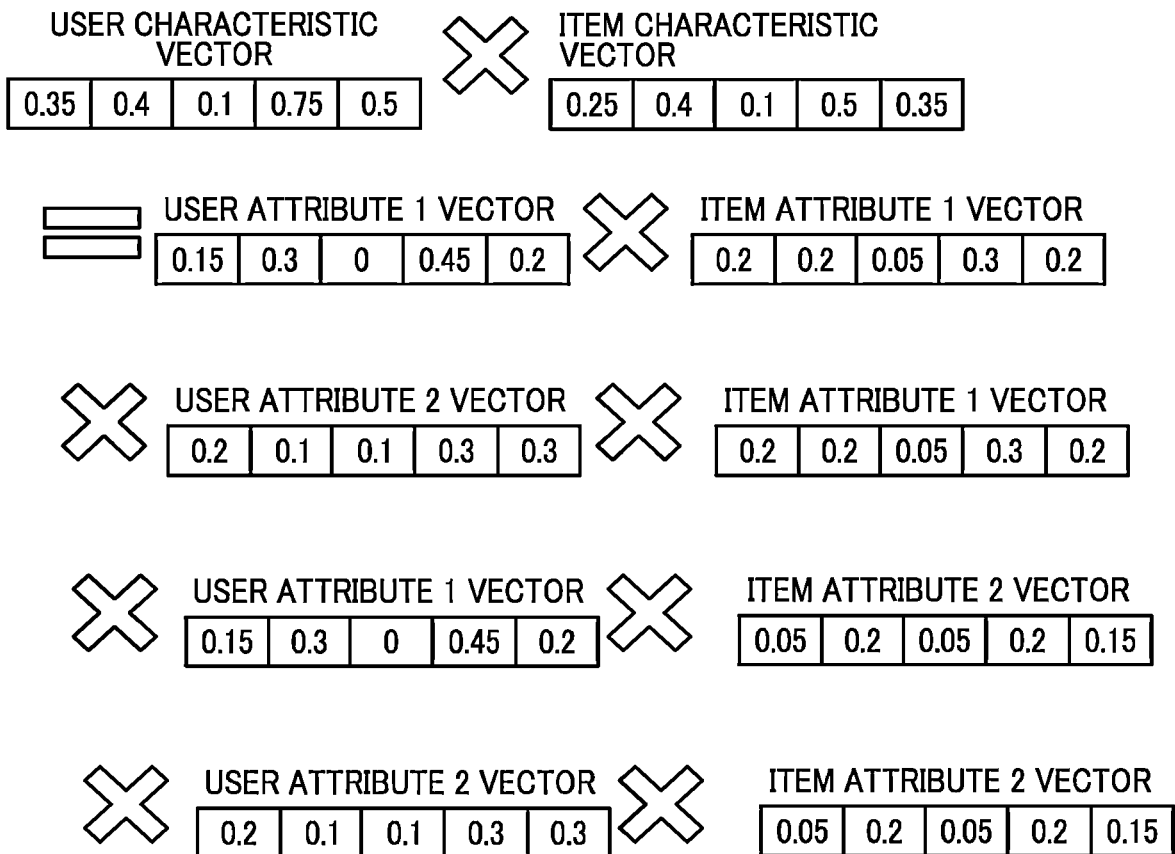 USER CHARACTERISTIC
VECTOR
0.35 0.4 0.1 0.75 0.5
ITEM CHARACTERISTIC
VECTOR
0.25 0.4 0.1 0.5 0.35
USER ATTRIBUTE 1 VECTOR
0.15 0.3 0 0.45 0.2
ITEM ATTRIBUTE 1 VECTOR
0.2 0.2 0.05 0.3 0.2
USER ATTRIBUTE 2 VECTOR
0.2 0.1 0.1 0.3 0.3
ITEM ATTRIBUTE 1 VECTOR
0.2 0.2 0.05 0.3 0.2
USER ATTRIBUTE 1 VECTOR
0.15 0.3 0 0.45 0.2
ITEM ATTRIBUTE 2 VECTOR
0.05 0.2 0.05 0.2 0.15
USER ATTRIBUTE 2 VECTOR
0.2 0.1 0.1 0.3 0.3
ITEM ATTRIBUTE 2 VECTOR
0.05 0.2 0.05 0.2 0.15